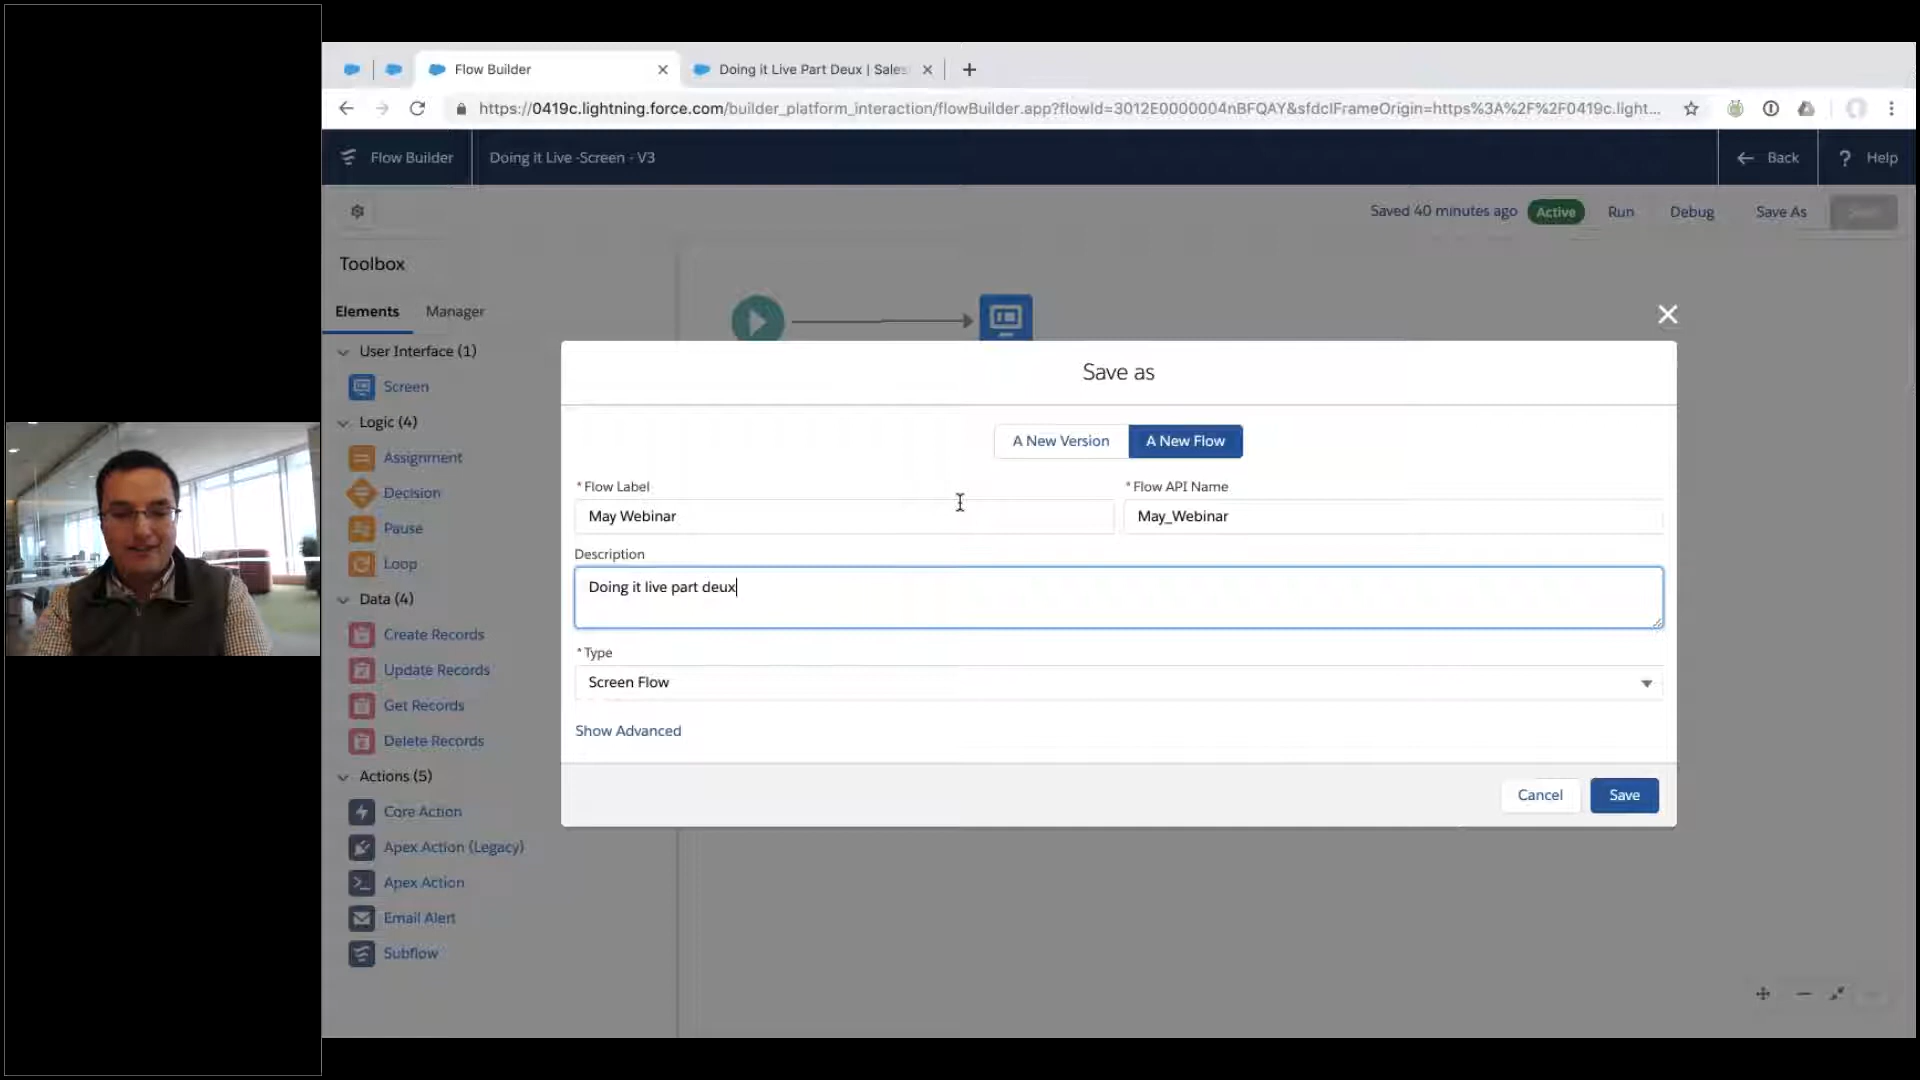 Flow Builder
Doing it Live Part Deux | Sales
https://0419c.lightning.force.com/builder_platform_interaction/flowBuilder.app?flowId=3012E0000004nBFQAY&sfdcIFrameOrigin=https%3A%2F%2F0419c.light...
Flow Builder
Doing it Live -Screen - V3
Back
? Help
Saved 40 minutes ago
Active
Run
Debug
Save As
Toolbox
Elements
Manager
User Interface (1)
Screen
Logic (4)
Assignment
Decision
Pause
Loop
Data (4)
Create Records
Update Records
Get Records
Delete Records
Actions (5)
Core Action
Apex Action (Legacy)
Apex Action
Email Alert
Subflow
Save as
A New Version
A New Flow
* Flow Label
May Webinar
* Flow API Name
May_Webinar
Description
Doing it live part deux
* Type
Screen Flow
Show Advanced
Cancel
Save